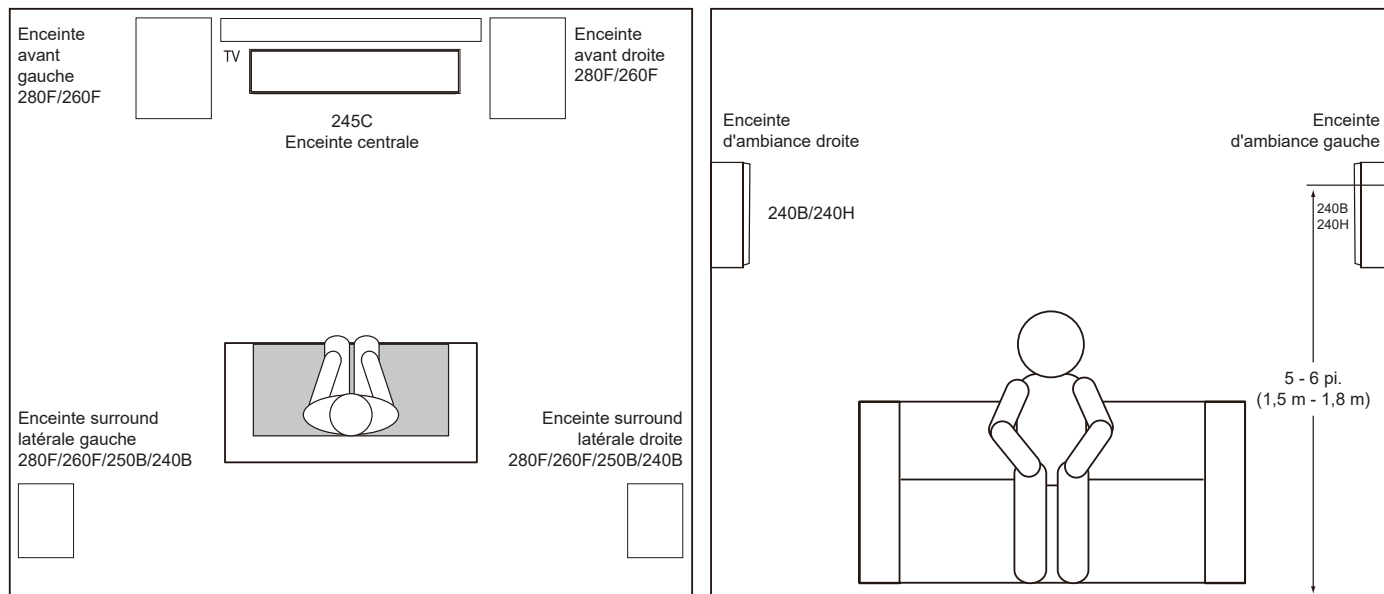 Enceinte
avant
gauche
280F/260F
TV
Enceinte
avant droite
280F/260F
245C
Enceinte centrale
Enceinte surround
latérale gauche
280F/260F/250B/240B
Enceinte surround
latérale droite
280F/260F/250B/240B
Enceinte
d'ambiance droite
240B/240H
Enceinte
d'ambiance gauche
240B
240H
5 - 6 pi.
(1,5 m - 1,8 m)